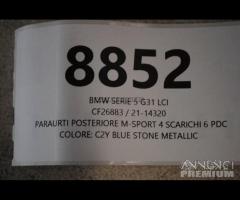 8852
BMW SERIE 5 G31 LCI
CF26883 / 21-14320
PARAURTI POSTERIORE M-SPORT 4 SCARICHI 6 PDC
COLORE: C2Y BLUE STONE METALLIC
ANNUNCI
PREMIUM